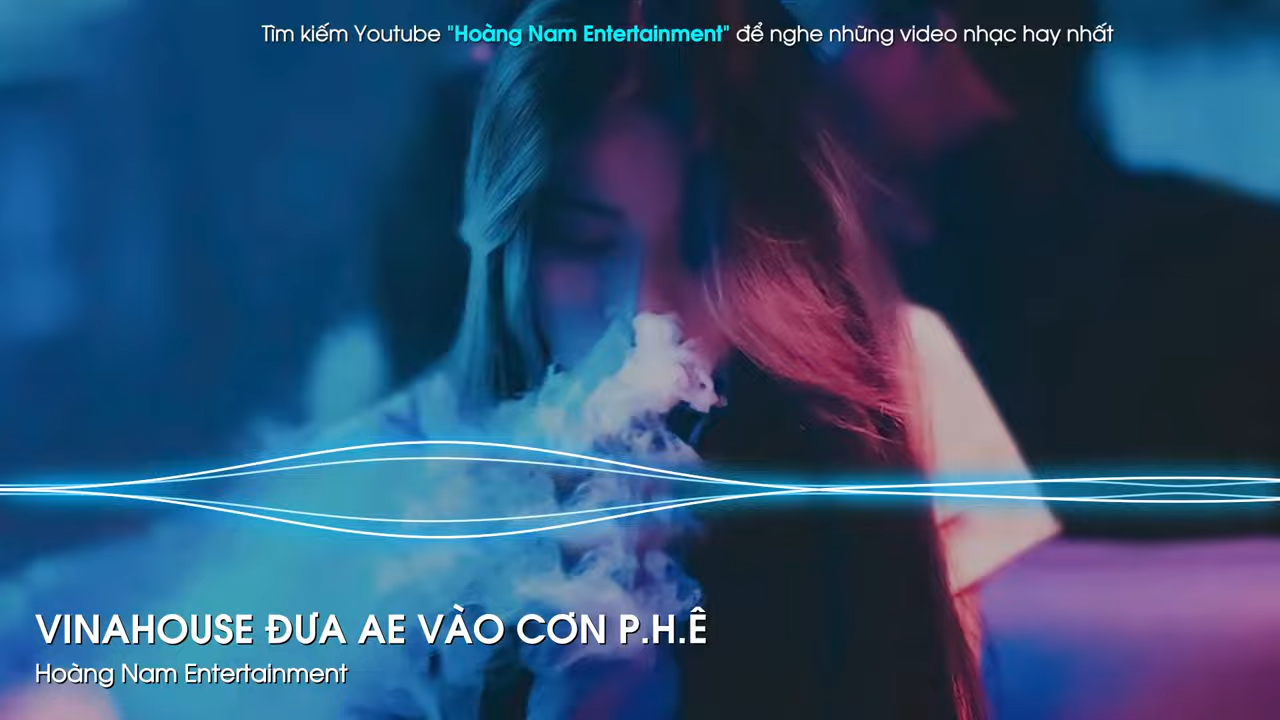 Tìm kiếm Youtube "Hoàng Nam Entertainment" để nghe những video nhạc hay nhất
VINAHOUSE ĐƯA AE VÀO CƠN P.H.Ê
Hoàng Nam Entertainment